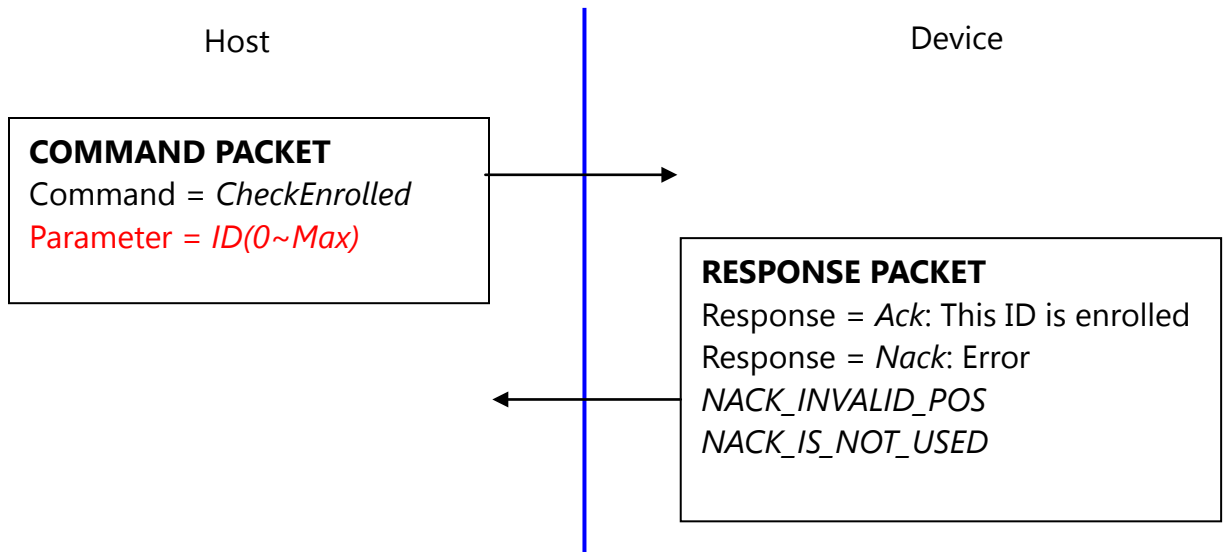 Host
Device
COMMAND PACKET
Command = CheckEnrolled
Parameter = ID(0~Max)
RESPONSE PACKET
Response = Ack: This ID is enrolled
Response = Nack: Error
NACK_INVALID_POS
NACK_IS_NOT_USED